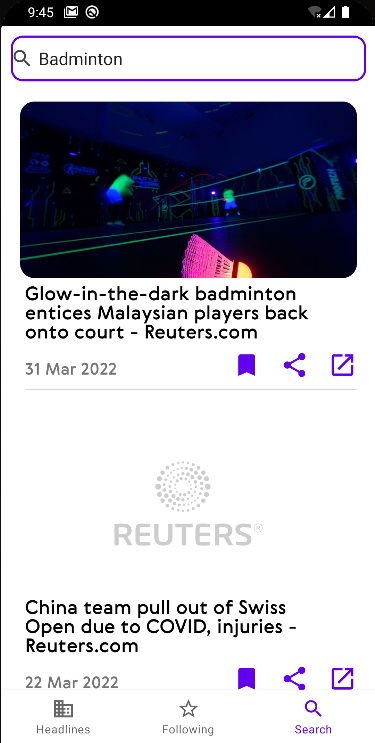 9:45
Badminton
Glow-in-the-dark badminton
entices Malaysian players back
onto court - Reuters.com
31 Mar 2022
REUTERS®
China team pull out of Swiss
Open due to COVID, injuries -
Reuters.com
22 Mar 2022
Headlines
Following
Search